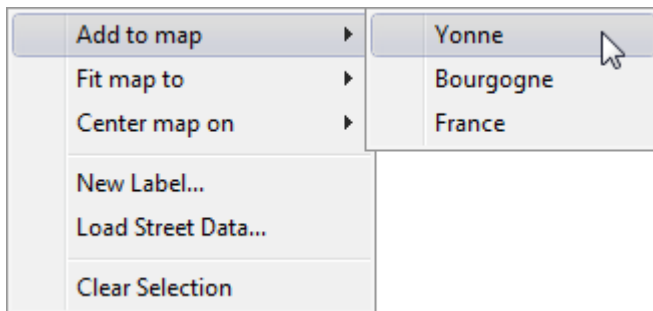 Add to map
Fit map to
Center map on
New Label...
Load Street Data...
Clear Selection
Yonne
Bourgogne
France